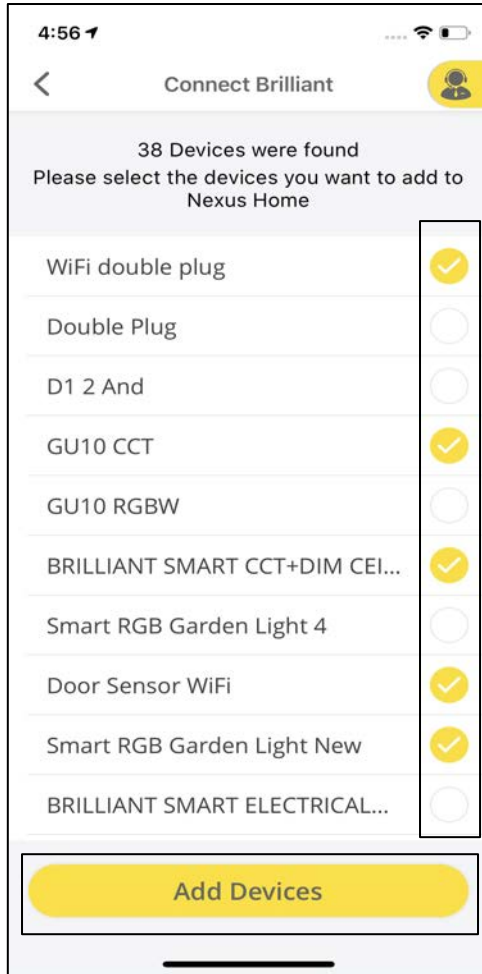 4:56
Connect Brilliant
38 Devices were found
Please select the devices you want to add to
Nexus Home
WiFi double plug
Double Plug
D1 2 And
GU10 CCT
GU10 RGBW
BRILLIANT SMART CCT+DIM CEI...
Smart RGB Garden Light 4
Door Sensor WiFi
Smart RGB Garden Light New
BRILLIANT SMART ELECTRICAL...
Add Devices